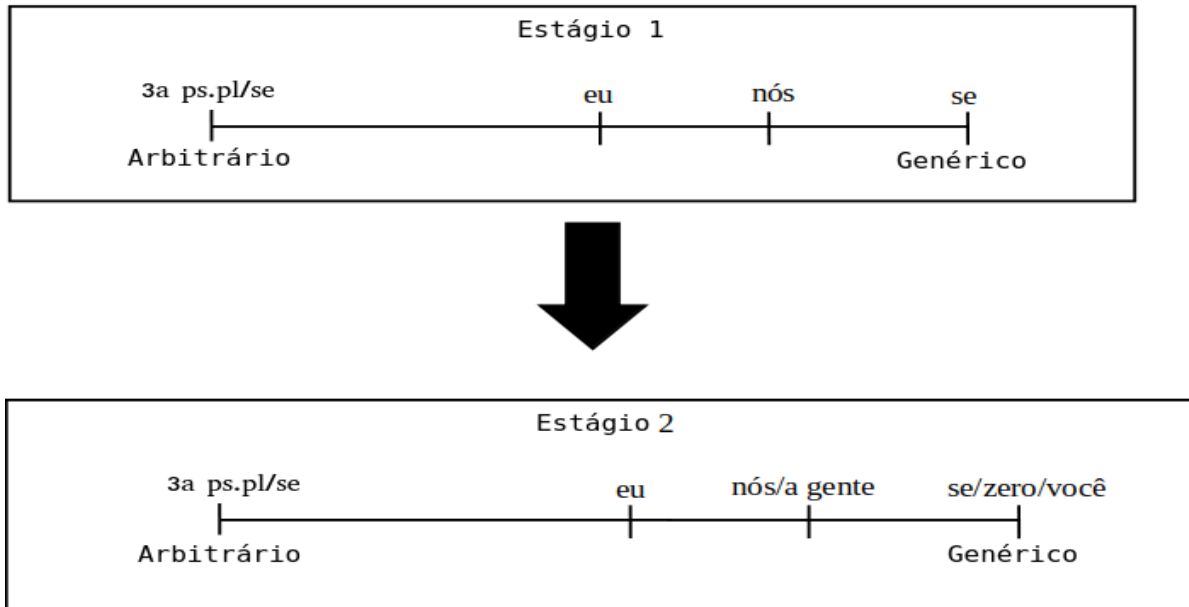 Estágio 1
3a ps.pl/se eu nós se
Arbitrário Genérico
Estágio 2
3a ps.pl/se eu nós/a gente se/zero/você
Arbitrário Genérico